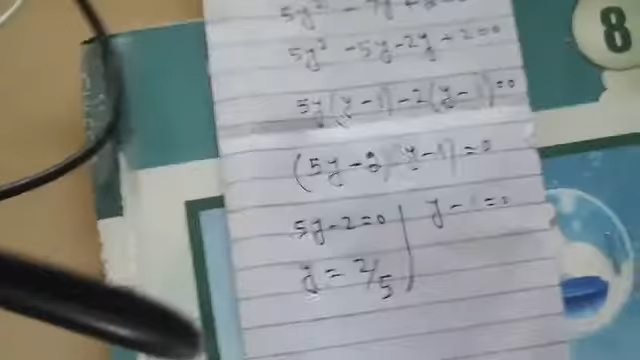 8
5y² - 5y - 2y + 2 = 0
5y(y - 1) - 2(y - 1) = 0
(5y - 2) (y - 1) = 0
5y - 2 = 0 | y - 1 = 0
y = 2/5